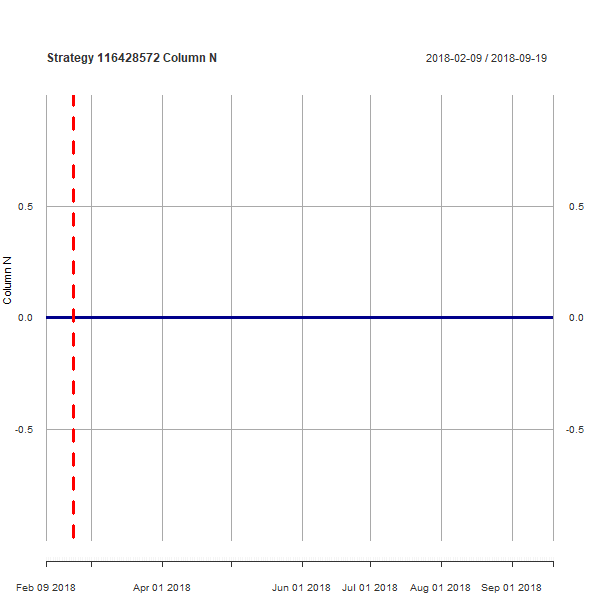 Strategy 116428572 Column N
2018-02-09 / 2018-09-19
0.5
0.5
Column N
0.0
0.0
-0.5
-0.5
Feb 09 2018
Apr 01 2018
Jun 01 2018
Jul 01 2018
Aug 01 2018
Sep 01 2018